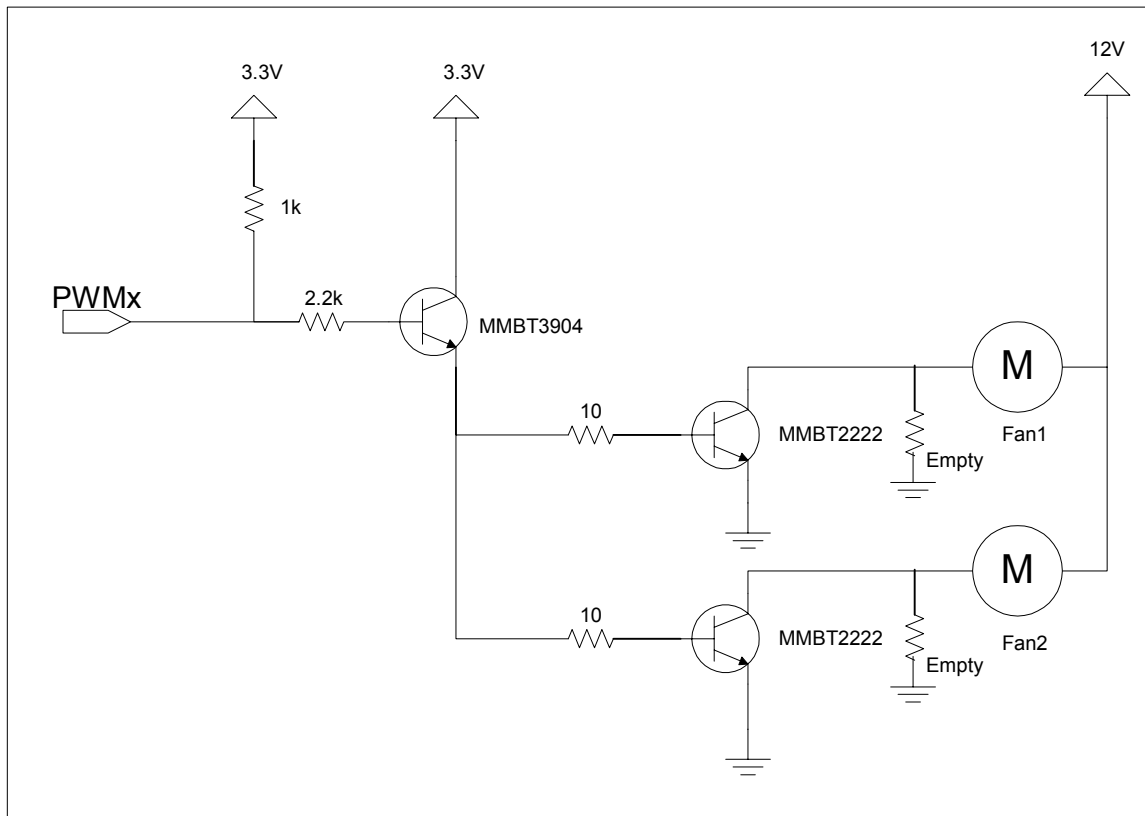 12V
3.3V
3.3V
1k
PWMx
2.2k
MMBT3904
M
10
MMBT2222
Fan1
Empty
M
10
MMBT2222
Fan2
Empty